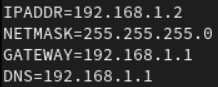 IPADDR=192.168.1.2
NETMASK=255.255.255.0
GATEWAY=192.168.1.1
DNS=192.168.1.1